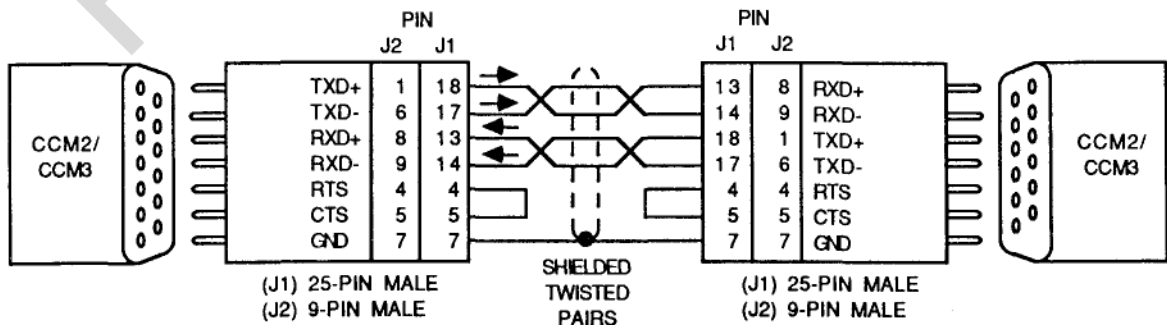 PIN
J2 J1
CCM2/
CCM3
TXD+ 1 18
TXD- 6 17
RXD+ 8 13
RXD- 9 14
RTS 4 4
CTS 5 5
GND 7 7
(J1) 25-PIN MALE
(J2) 9-PIN MALE
SHIELDED
TWISTED
PAIRS
PIN
J1 J2
13 8 RXD+
14 9 RXD-
18 1 TXD+
17 6 TXD-
4 4 RTS
5 5 CTS
7 7 GND
CCM2/
CCM3
(J1) 25-PIN MALE
(J2) 9-PIN MALE